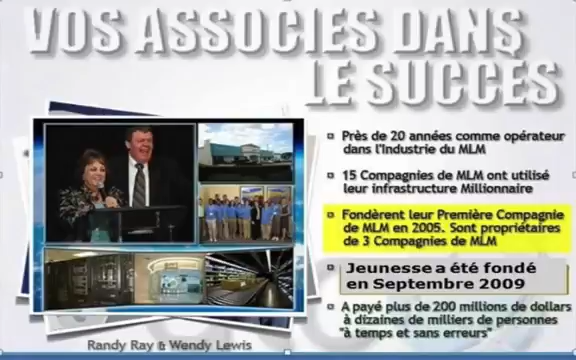 VOS ASSOCIÉS DANS
LE SUCCÈS
Près de 20 années comme opérateur
dans l'Industrie du MLM
15 Compagnies de MLM ont utilisé
leur infrastructure Millionnaire
Fondèrent leur Première Compagnie
de MLM en 2005. Sont propriétaires
de 3 Compagnies de MLM
Jeunesse a été fondé
en Septembre 2009
A payé plus de 200 millions de dollars
à dizaines de milliers de personnes
"à temps et sans erreurs"
Randy Ray & Wendy Lewis